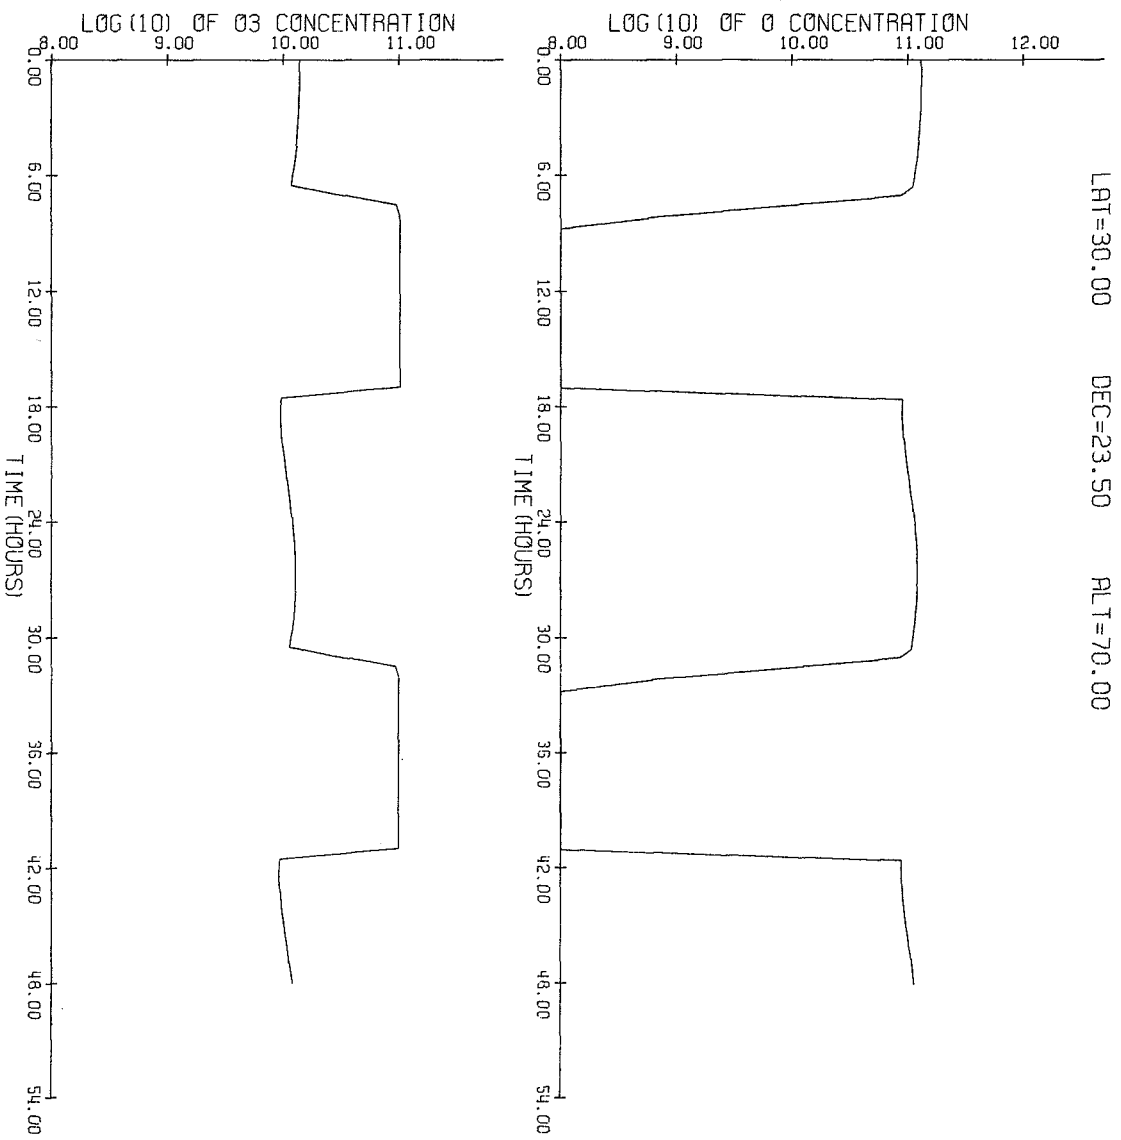 LAT=30.00 DEC=23.50 ALT=70.00
LOG(10) OF O CONCENTRATION
8.00 9.00 10.00 11.00 12.00
0.00 6.00 12.00 18.00 24.00 30.00 36.00 42.00 48.00 54.00
TIME (HOURS)
LOG(10) OF O3 CONCENTRATION
8.00 9.00 10.00 11.00
0.00 6.00 12.00 18.00 24.00 30.00 36.00 42.00 48.00 54.00
TIME (HOURS)